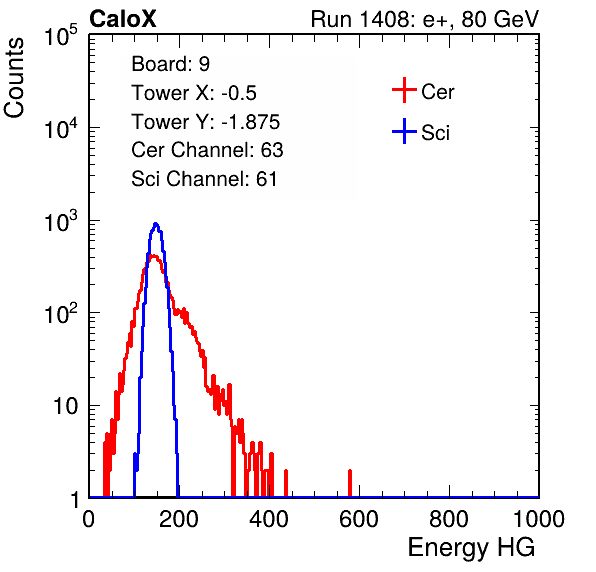 CaloX Run 1408: e+, 80 GeV
Counts
Board: 9
Tower X: -0.5
Tower Y: -1.875
Cer Channel: 63
Sci Channel: 61
Cer
Sci
10^5
10^4
10^3
10^2
10
1
0 200 400 600 800 1000
Energy HG